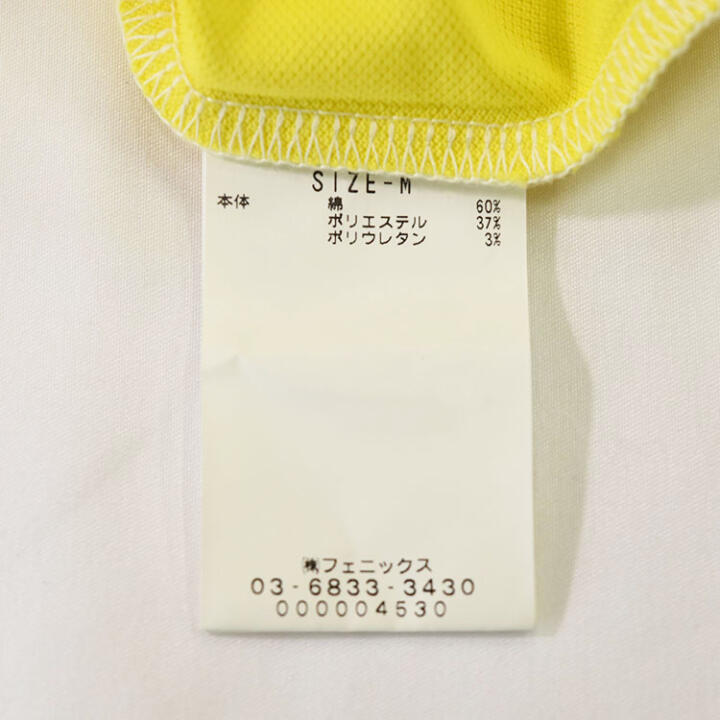 SIZE-M
本体 綿 60%
ポリエステル 37%
ポリウレタン 3%
㈱フェニックス
03-6833-3430
000004530